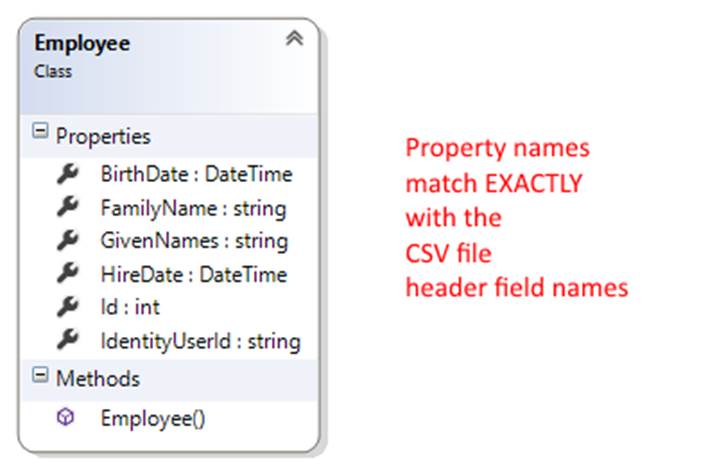 Employee
Class
Properties
BirthDate : DateTime
FamilyName : string
GivenNames : string
HireDate : DateTime
Id : int
IdentityUserId : string
Methods
Employee()
Property names
match EXACTLY
with the
CSV file
header field names